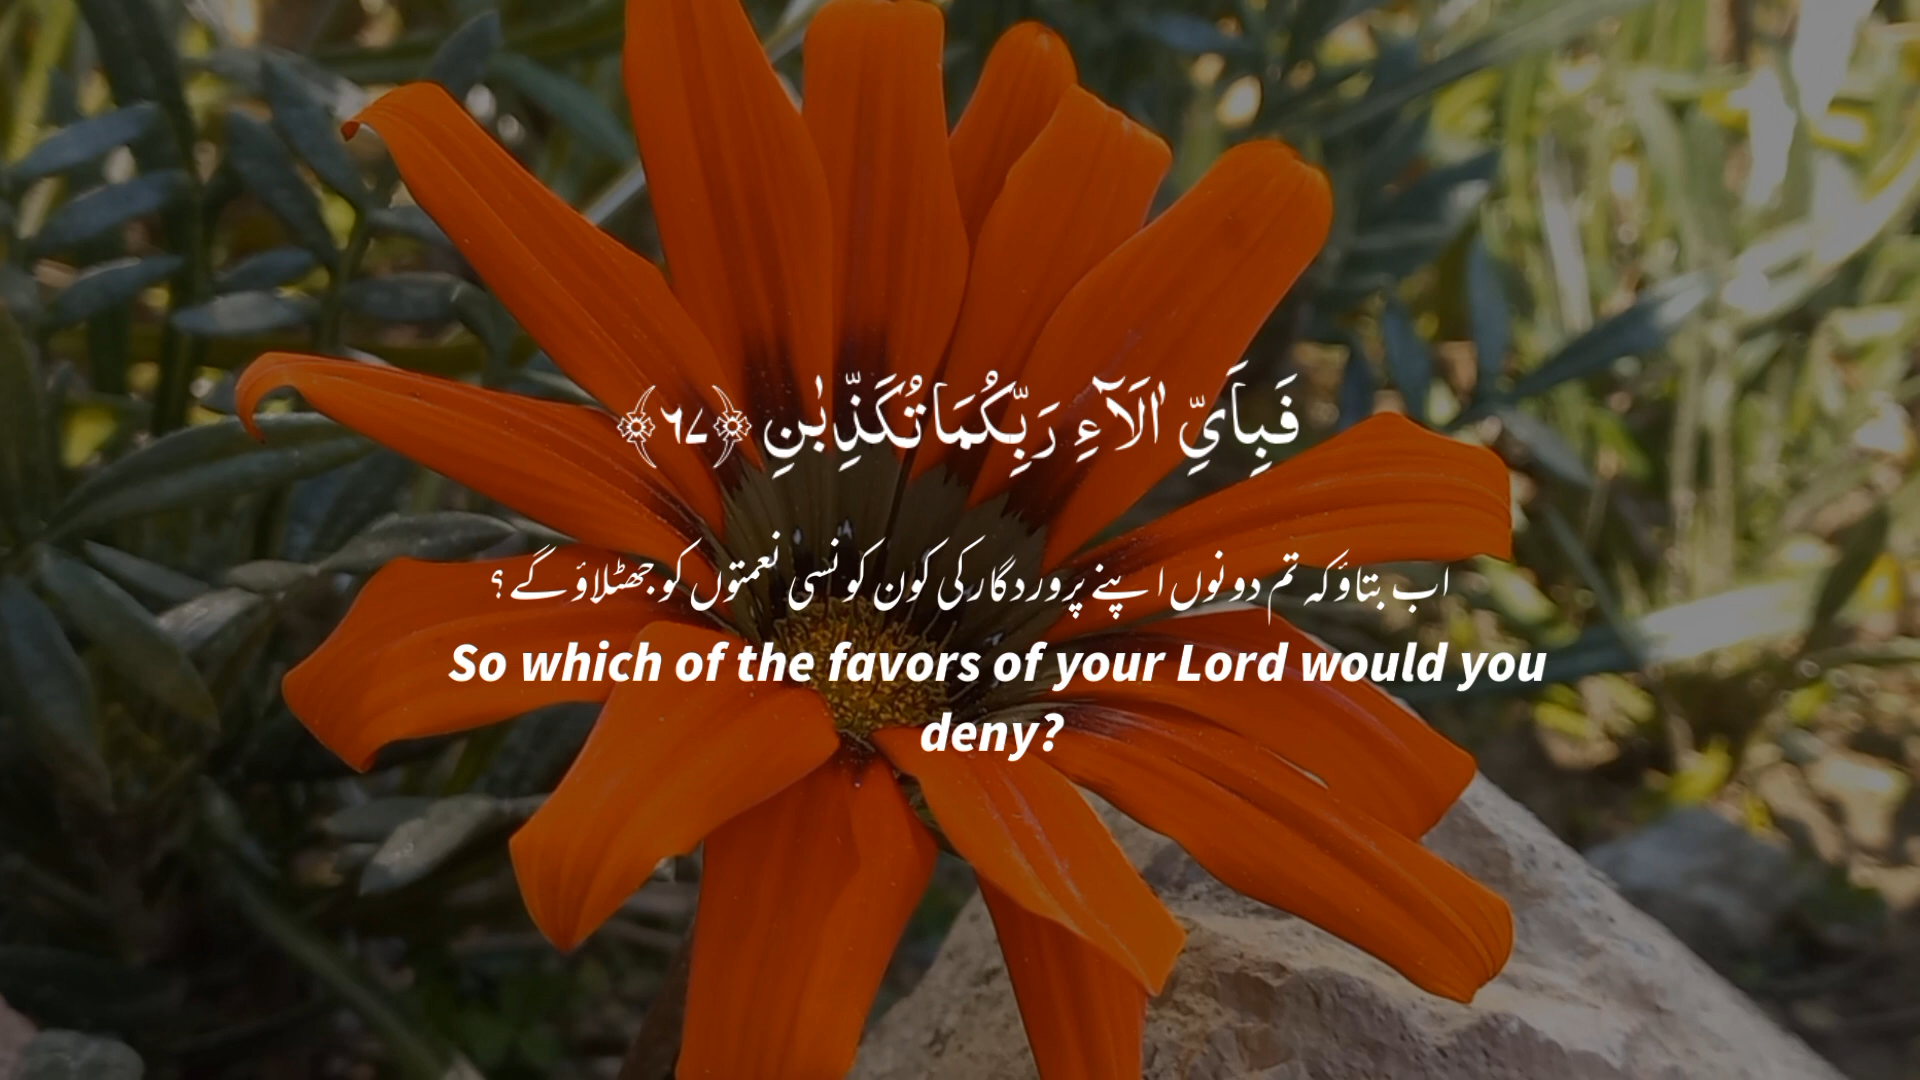 فَبِاَيِّ اٰلَآءِ رَبِّكُمَا تُكَذِّبٰنِ ﴿٦٧﴾
اب بتاؤ کہ تم دونوں اپنے پروردگار کی کون کونسی نعمتوں کو جھٹلاؤ گے؟
So which of the favors of your Lord would you
deny?